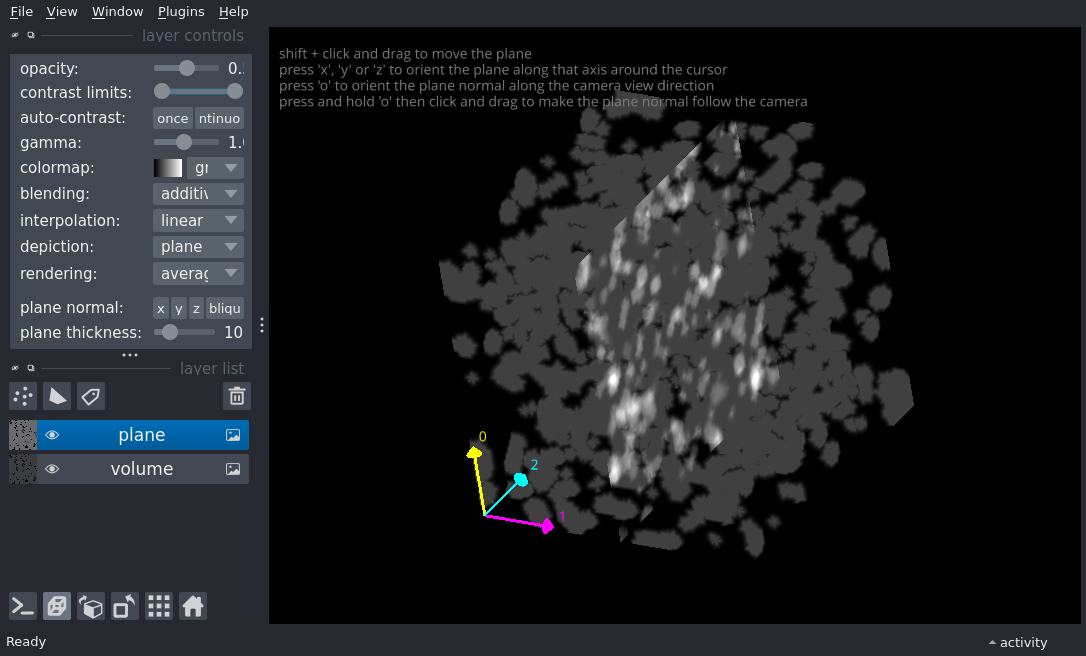 File View Window Plugins Help
layer controls
opacity: 0.
contrast limits:
auto-contrast: once ntinuo
gamma: 1.
colormap: gr
blending: additiv
interpolation: linear
depiction: plane
rendering: averag
plane normal: x y z bliqu
plane thickness: 10
layer list
plane
volume
shift + click and drag to move the plane
press 'x', 'y' or 'z' to orient the plane along that axis around the cursor
press 'o' to orient the plane normal along the camera view direction
press and hold 'o' then click and drag to make the plane normal follow the camera
0
2
1
Ready
activity